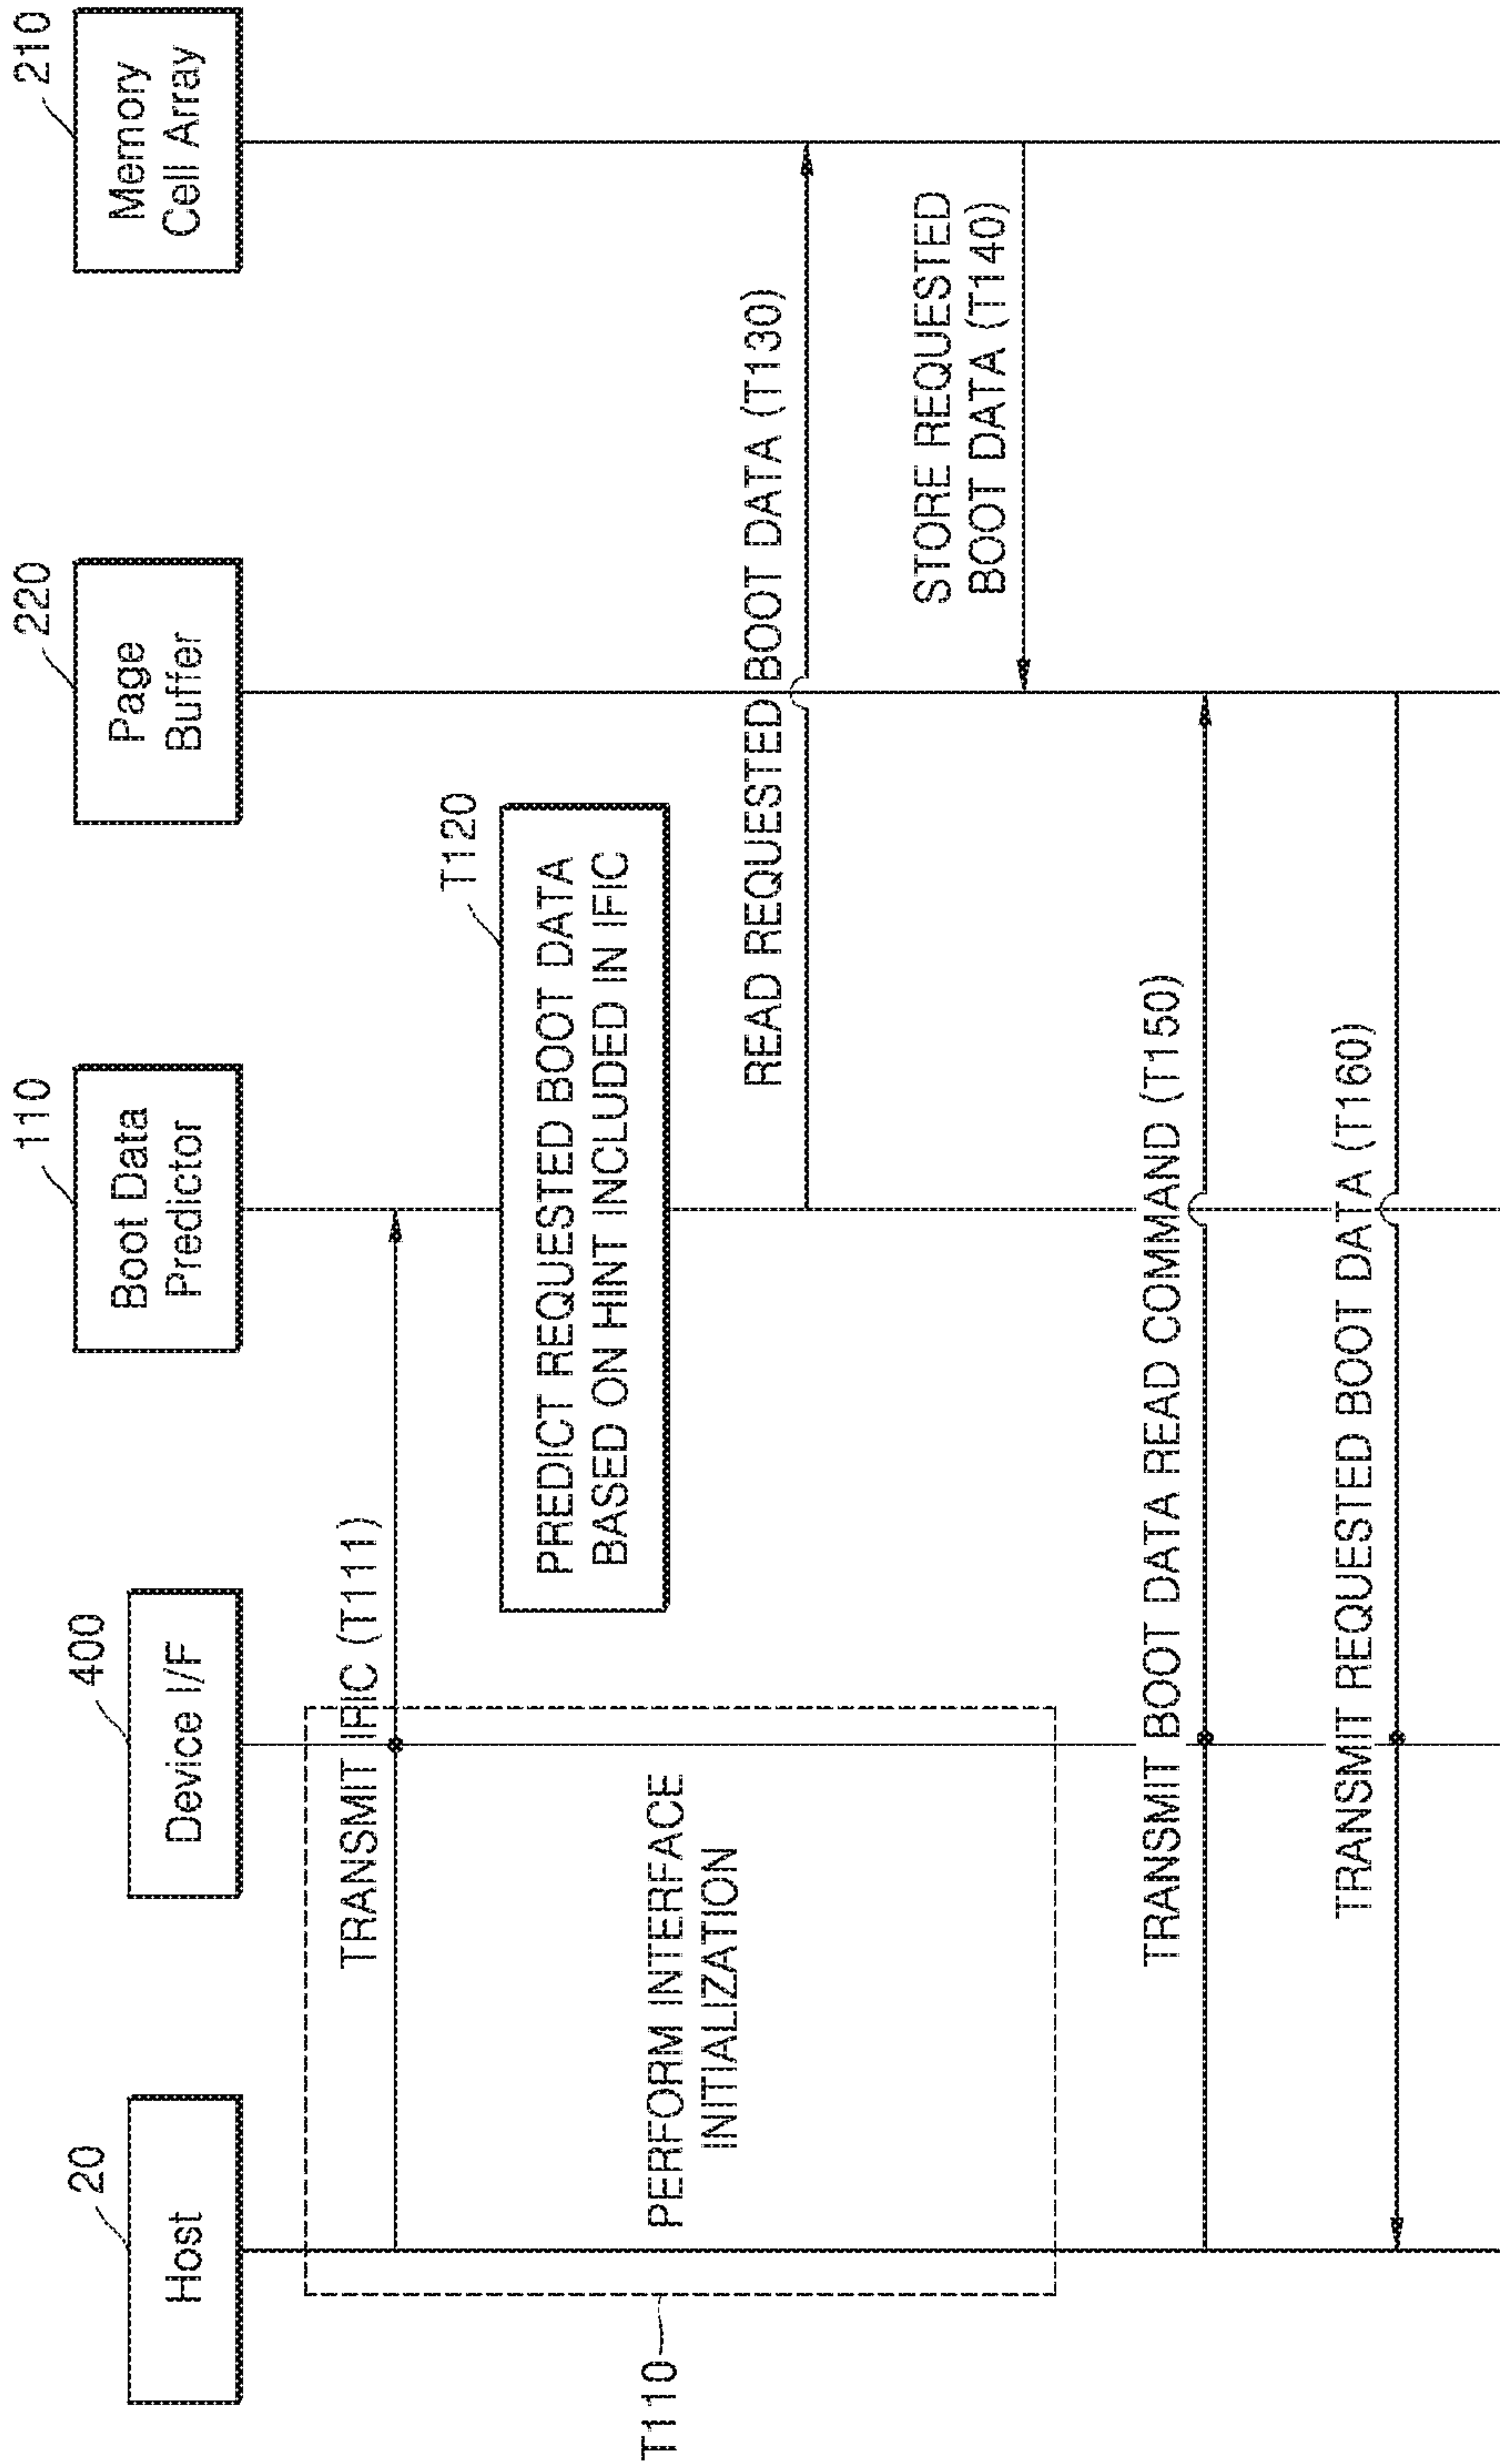 20
Host
400
Device I/F
110
Boot Data
Predictor
220
Page
Buffer
210
Memory
Cell Array
TRANSMIT IFIC (T111)
T120
PREDICT REQUESTED BOOT DATA
BASED ON HINT INCLUDED IN IFIC
T110
PERFORM INTERFACE
INITIALIZATION
READ REQUESTED BOOT DATA (T130)
STORE REQUESTED
BOOT DATA (T140)
TRANSMIT BOOT DATA READ COMMAND (T150)
TRANSMIT REQUESTED BOOT DATA (T160)